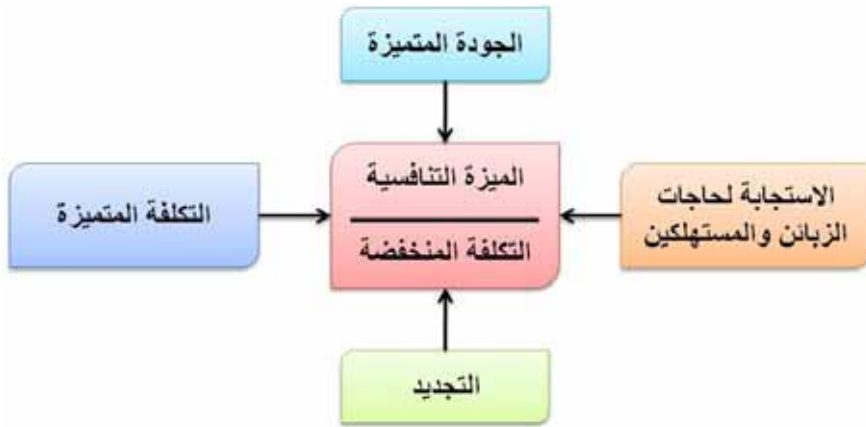 الجودة المتميزة
الميزة التنافسية
التكلفة المنخفضة
الاستجابة لحاجات
الزبائن والمستهلكين
التكلفة المتميزة
التجديد